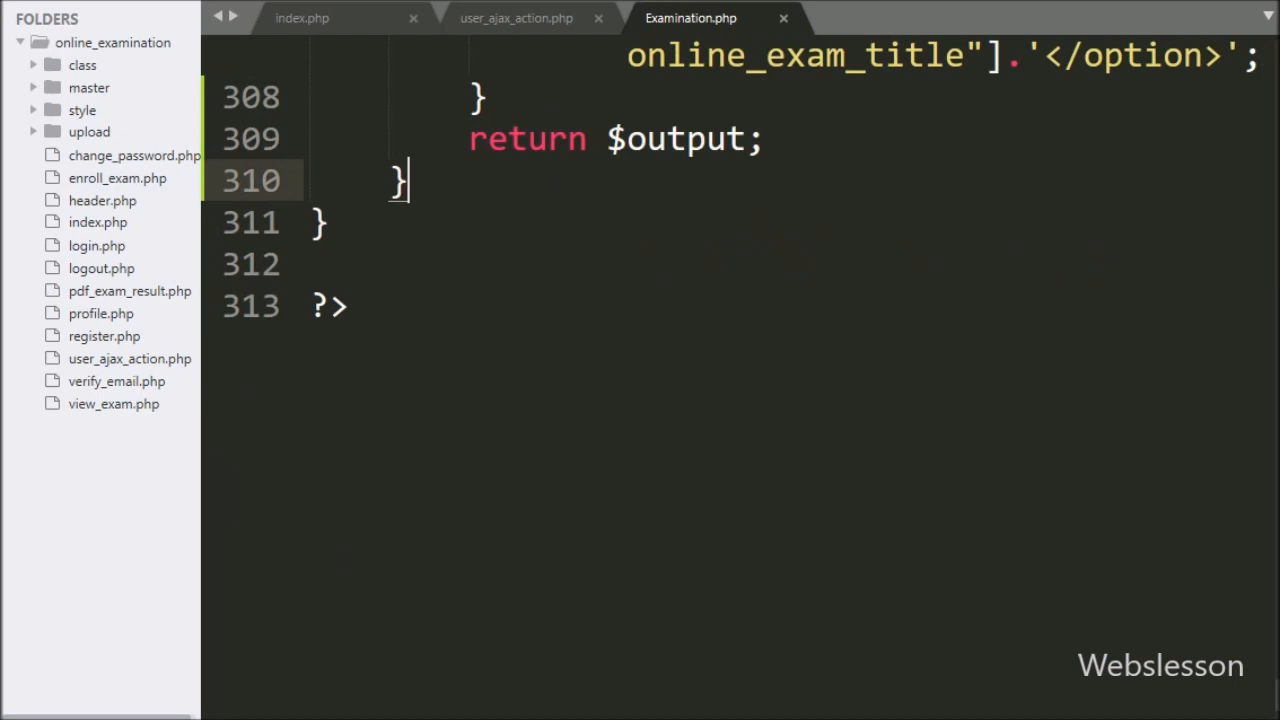 FOLDERS
online_examination
class
master
style
upload
change_password.php
enroll_exam.php
header.php
index.php
login.php
logout.php
pdf_exam_result.php
profile.php
register.php
user_ajax_action.php
verify_email.php
view_exam.php
index.php × user_ajax_action.php × Examination.php ×
online_exam_title"].'</option>';
308 }
309 return $output;
310 }
311 }
312
313 ?>
Webslesson